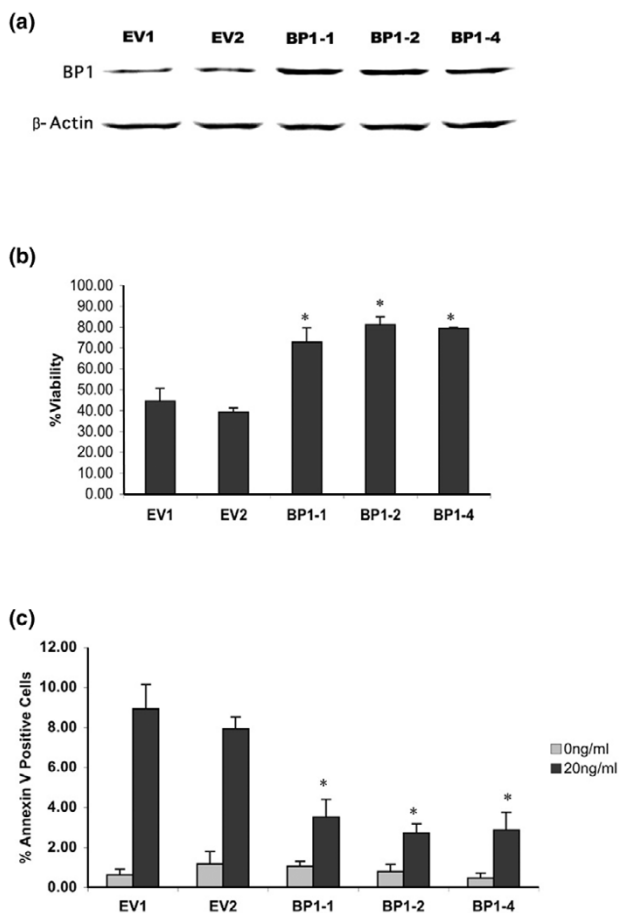 (a)
EV1 EV2 BP1-1 BP1-2 BP1-4
BP1
β-Actin
(b)
100.00
90.00
80.00
70.00
60.00
50.00
40.00
30.00
20.00
10.00
0.00
%Viability
* * *
EV1 EV2 BP1-1 BP1-2 BP1-4
(c)
12.00
10.00
8.00
6.00
4.00
2.00
0.00
% Annexin V Positive Cells
* * *
0ng/ml
20ng/ml
EV1 EV2 BP1-1 BP1-2 BP1-4